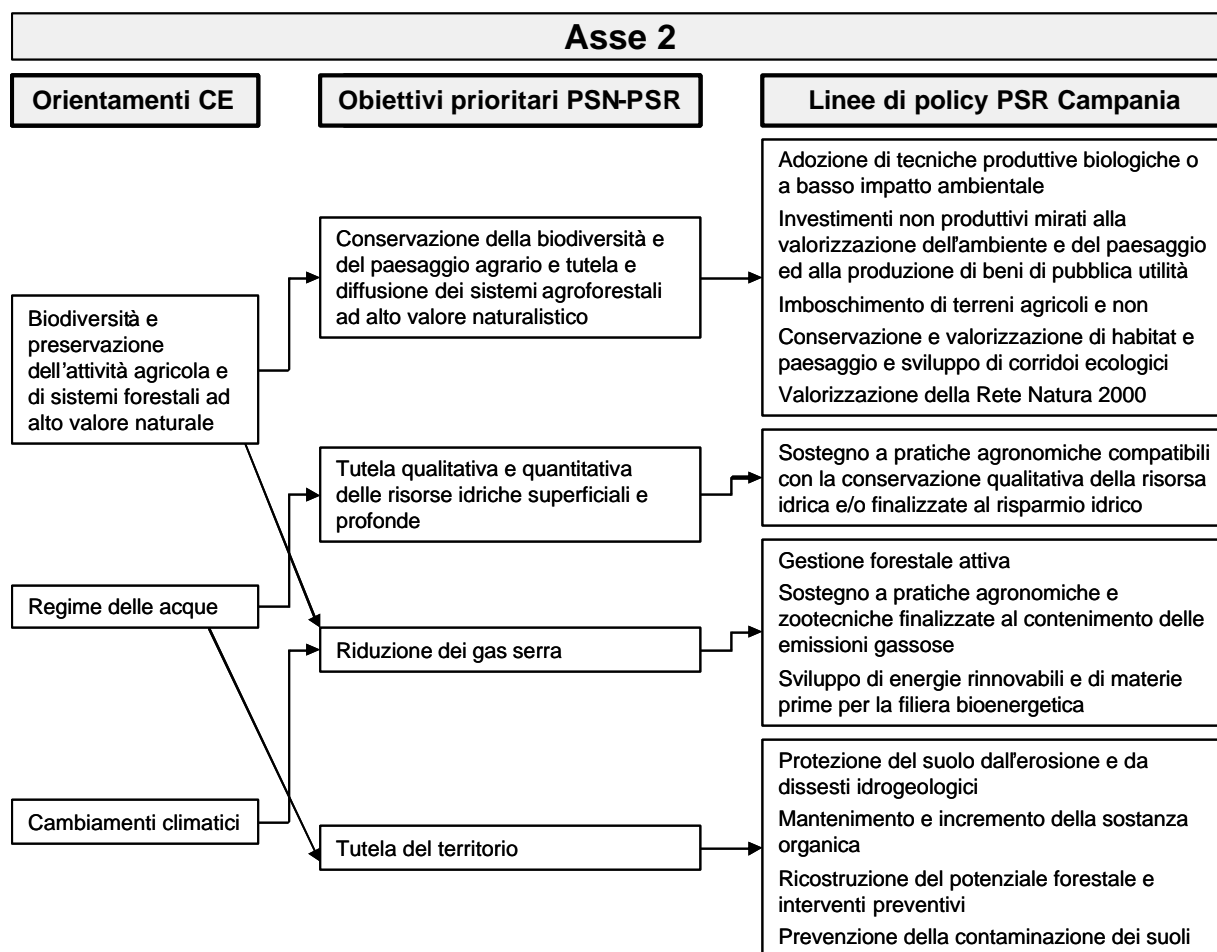 Asse 2
Orientamenti CE
Obiettivi prioritari PSN-PSR
Linee di policy PSR Campania
Biodiversità e
preservazione
dell'attività agricola e
di sistemi forestali ad
alto valore naturale
Regime delle acque
Cambiamenti climatici
Conservazione della biodiversità e
del paesaggio agrario e tutela e
diffusione dei sistemi agroforestali
ad alto valore naturalistico
Tutela qualitativa e quantitativa
delle risorse idriche superficiali e
profonde
Riduzione dei gas serra
Tutela del territorio
Adozione di tecniche produttive biologiche o
a basso impatto ambientale
Investimenti non produttivi mirati alla
valorizzazione dell'ambiente e del paesaggio
ed alla produzione di beni di pubblica utilità
Imboschimento di terreni agricoli e non
Conservazione e valorizzazione di habitat e
paesaggio e sviluppo di corridoi ecologici
Valorizzazione della Rete Natura 2000
Sostegno a pratiche agronomiche compatibili
con la conservazione qualitativa della risorsa
idrica e/o finalizzate al risparmio idrico
Gestione forestale attiva
Sostegno a pratiche agronomiche e
zootecniche finalizzate al contenimento delle
emissioni gassose
Sviluppo di energie rinnovabili e di materie
prime per la filiera bioenergetica
Protezione del suolo dall'erosione e da
dissesti idrogeologici
Mantenimento e incremento della sostanza
organica
Ricostruzione del potenziale forestale e
interventi preventivi
Prevenzione della contaminazione dei suoli